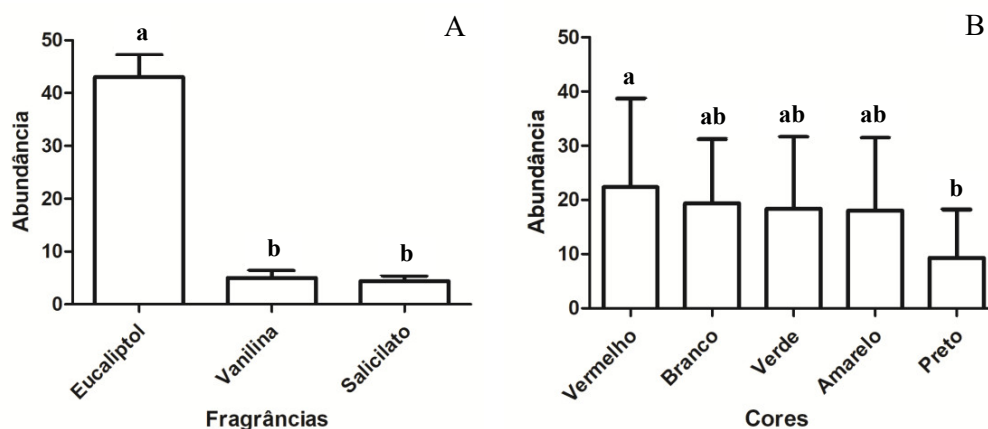 A
Abundância
50
40
30
20
10
0
a
b
b
Eucaliptol
Vanilina
Salicilato
Fragrâncias
B
Abundância
50
40
30
20
10
0
a
ab
ab
ab
b
Vermelho
Branco
Verde
Amarelo
Preto
Cores